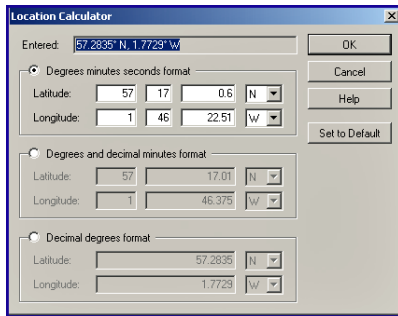 Location Calculator
Entered: 57.2835° N, 1.7729° W
OK
Degrees minutes seconds format
Cancel
Latitude: 57 17 0.6 N
Help
Longitude: 1 46 22.51 W
Set to Default
Degrees and decimal minutes format
Latitude: 57 17.01 N
Longitude: 1 46.375 W
Decimal degrees format
Latitude: 57.2835 N
Longitude: 1.7729 W